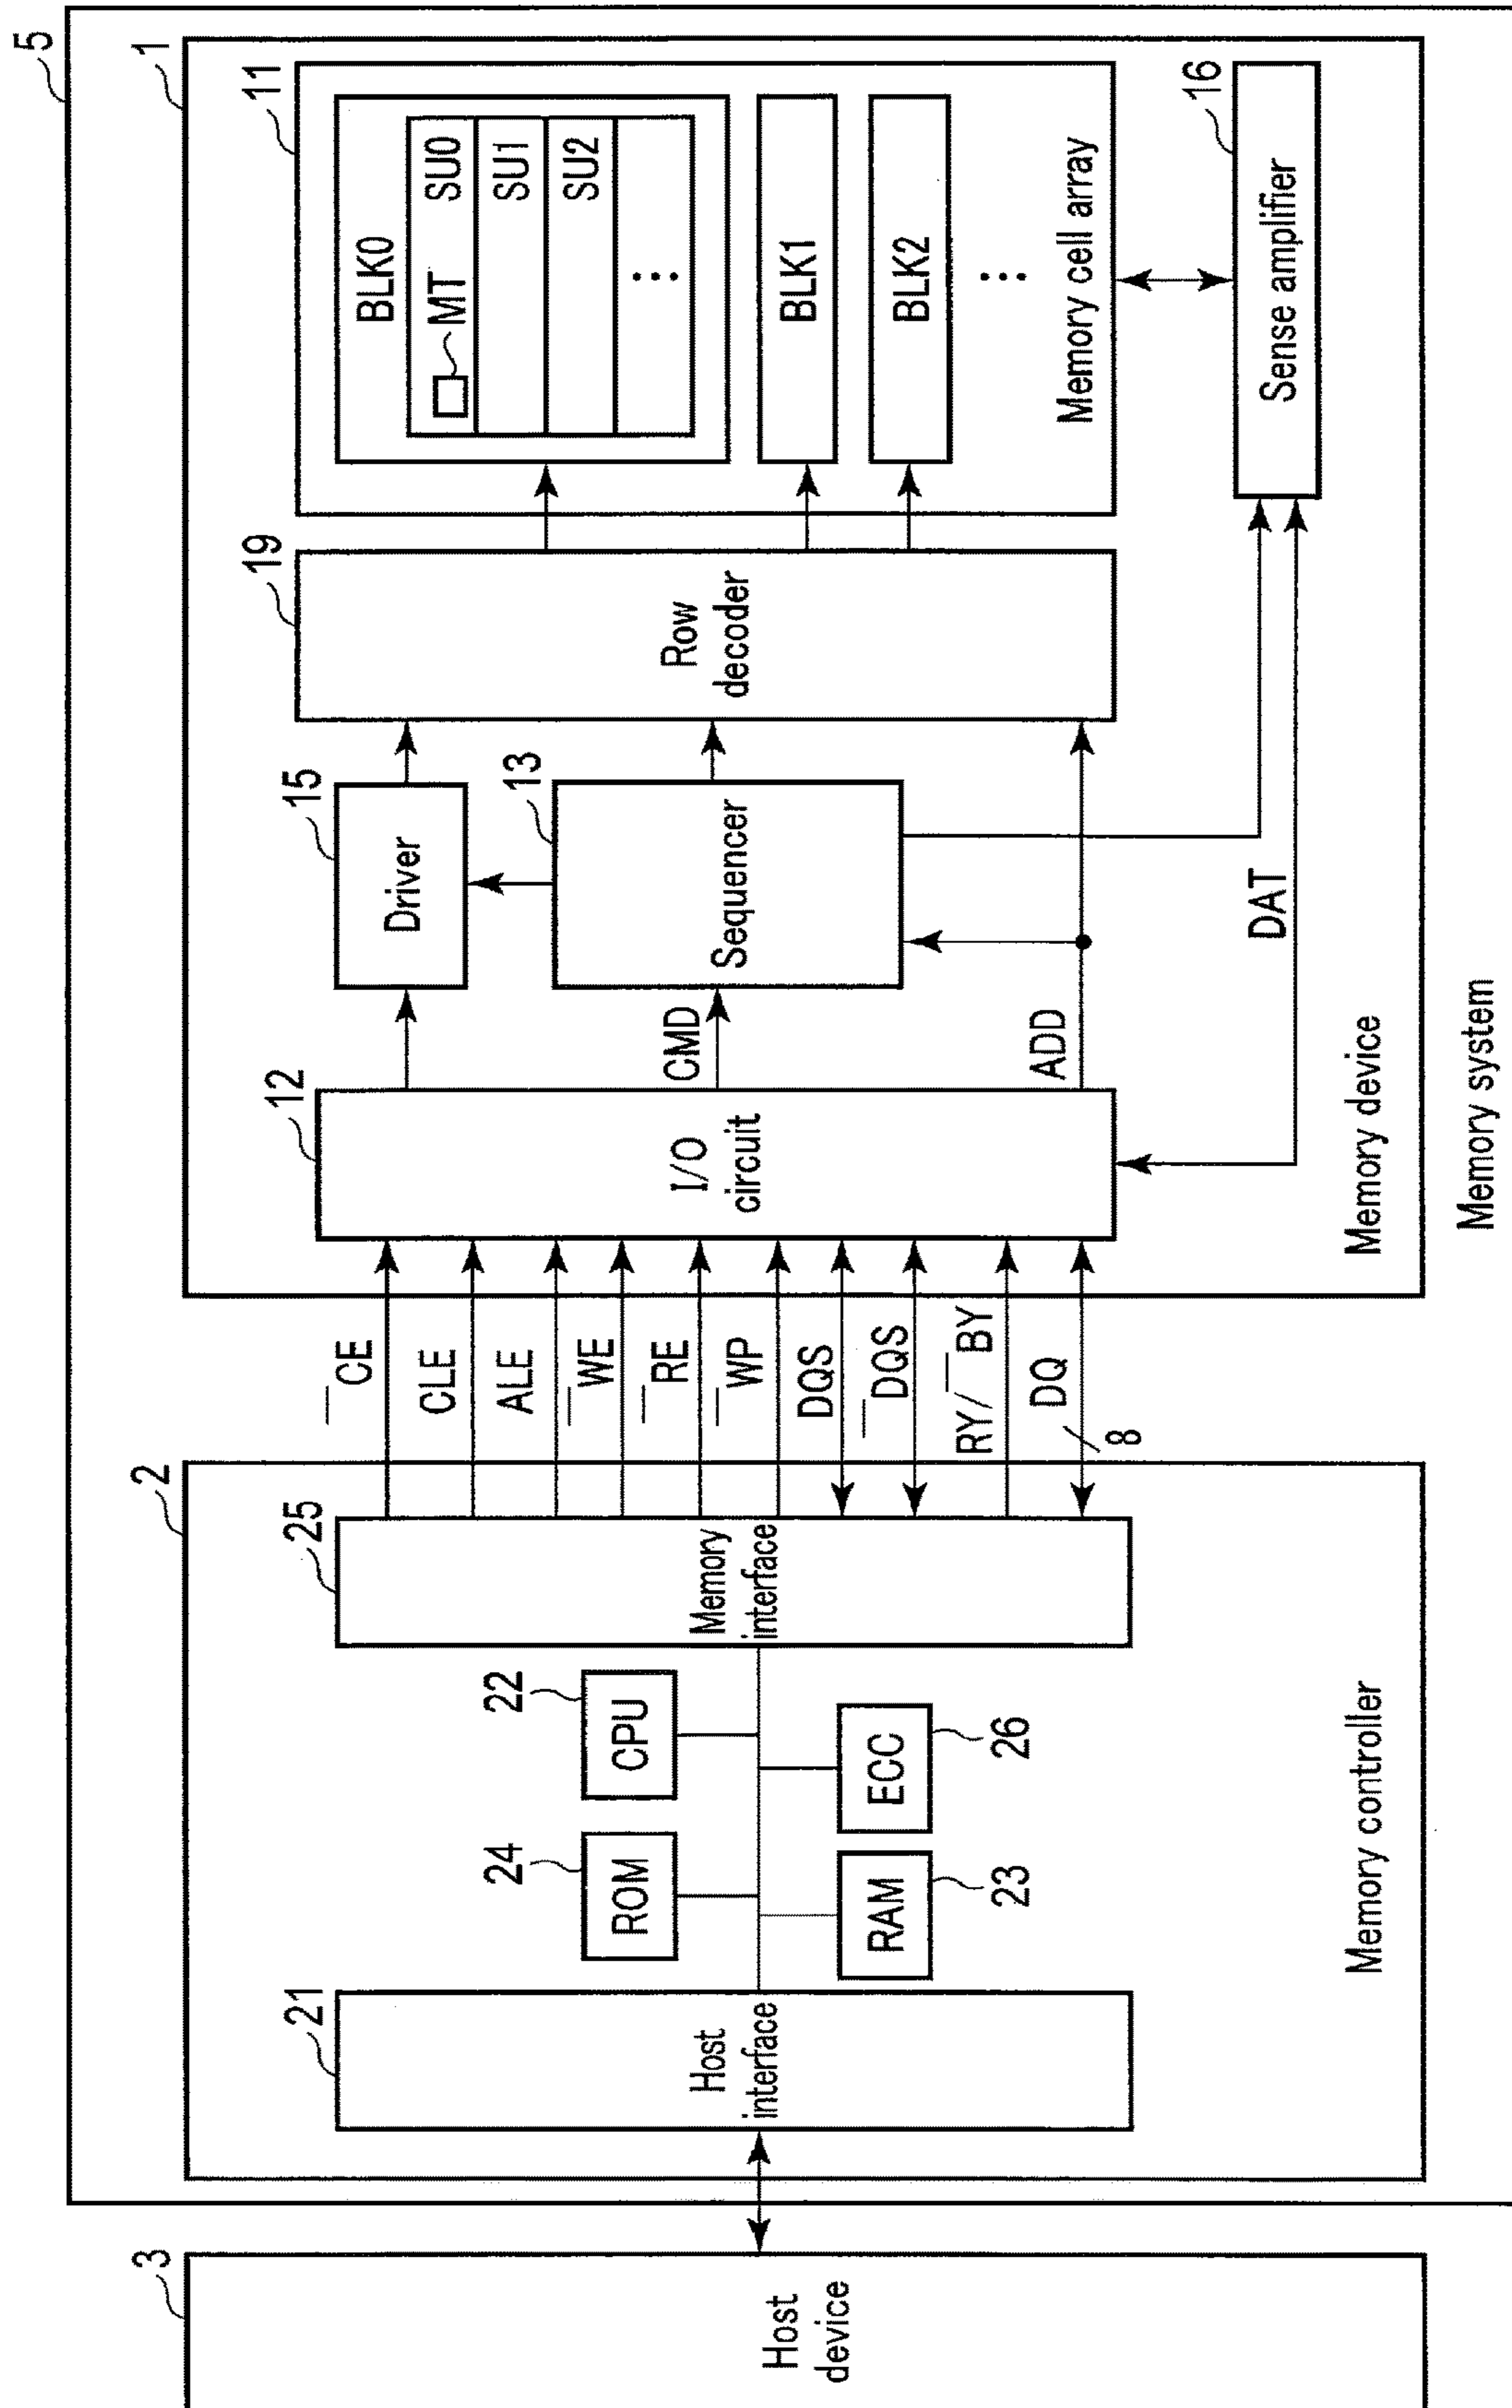 5
3
Host
device
2
21
Host
interface
24
ROM
22
CPU
RAM
23
ECC
26
25
Memory
interface
Memory controller
‾CE
CLE
ALE
‾WE
‾RE
‾WP
DQS
‾DQS
RY/‾BY
DQ
8
1
12
I/O
circuit
CMD
ADD
DAT
15
Driver
13
Sequencer
19
Row
decoder
11
BLK0
MT
SU0
SU1
SU2
⋮
BLK1
BLK2
⋮
Memory cell array
16
Sense amplifier
Memory device
Memory system